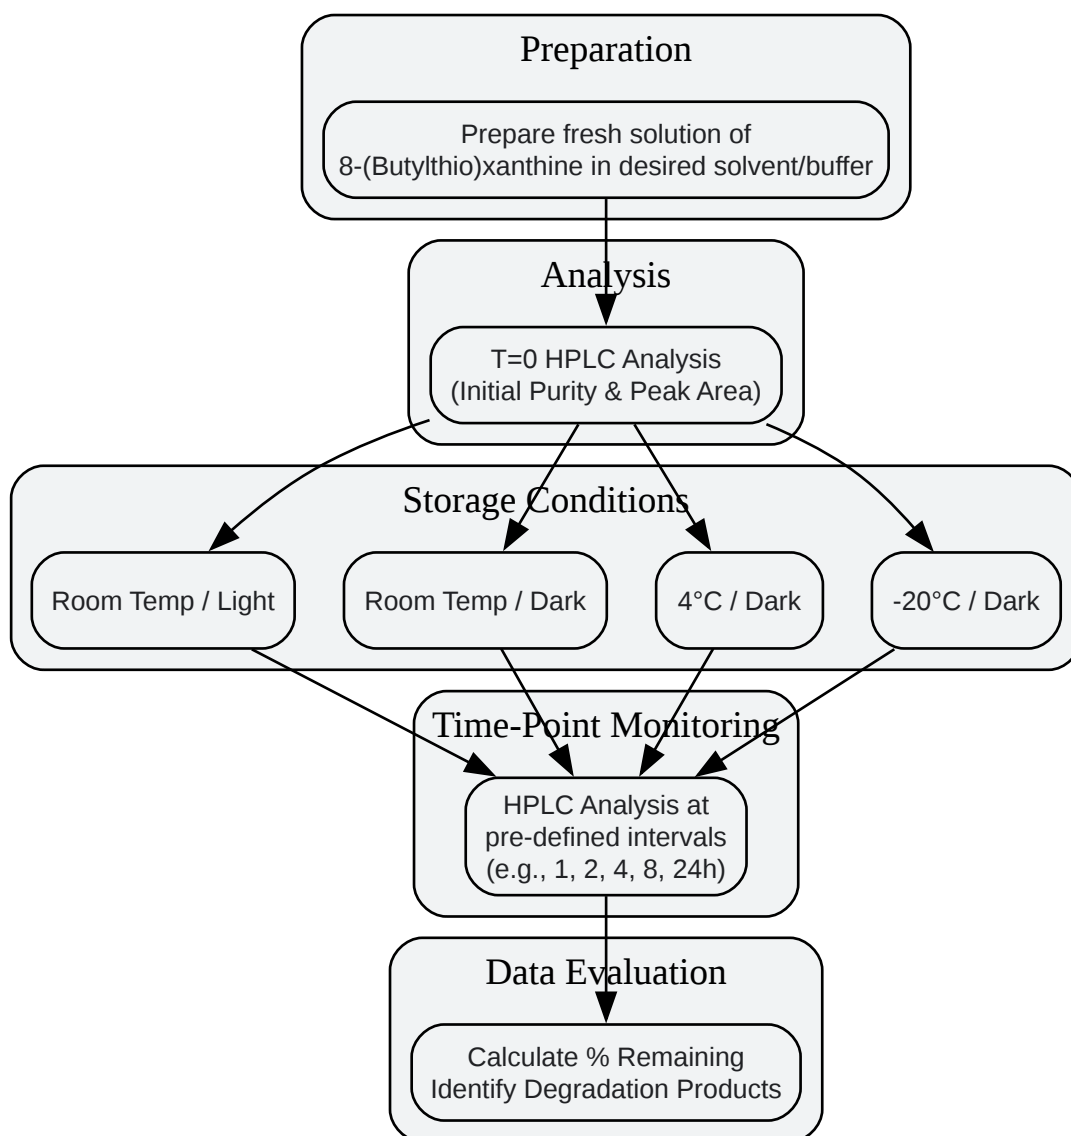 Preparation
Prepare fresh solution of
8-(Butylthio)xanthine in desired solvent/buffer
Analysis
T=0 HPLC Analysis
(Initial Purity & Peak Area)
Storage Conditions
Room Temp / Light
Room Temp / Dark
4°C / Dark
-20°C / Dark
Time-Point Monitoring
HPLC Analysis at
pre-defined intervals
(e.g., 1, 2, 4, 8, 24h)
Data Evaluation
Calculate % Remaining
Identify Degradation Products